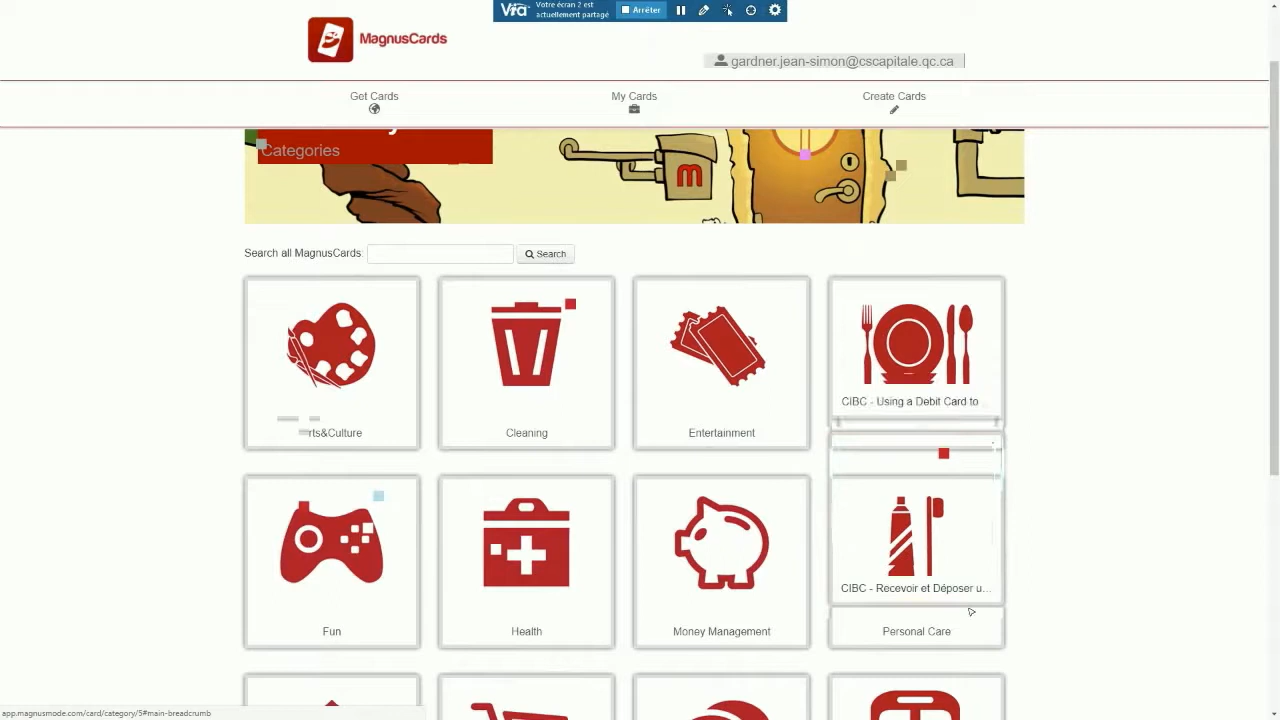 Via
Votre écran 2 est
actuellement partagé
Arrêter
MagnusCards
gardner.jean-simon@cscapitale.qc.ca
Get Cards
My Cards
Create Cards
Categories
m
Search all MagnusCards:
Search
rts&Culture
Cleaning
Entertainment
CIBC - Using a Debit Card to ...
CIBC - Recevoir et Déposer u...
Fun
Health
Money Management
Personal Care
app.magnusmode.com/card/category/5#main-breadcrumb